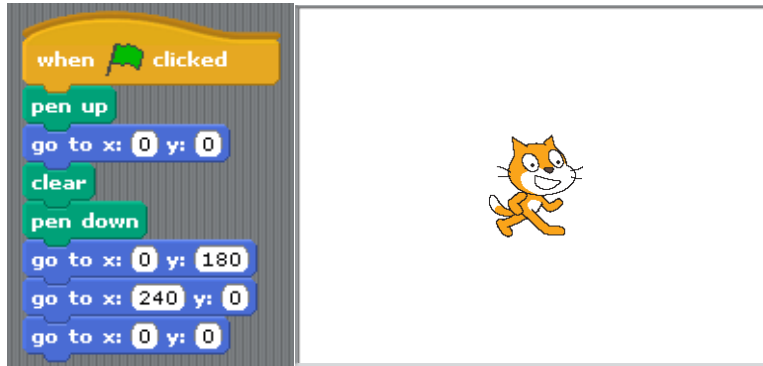 when clicked
pen up
go to x: 0 y: 0
clear
pen down
go to x: 0 y: 180
go to x: 240 y: 0
go to x: 0 y: 0